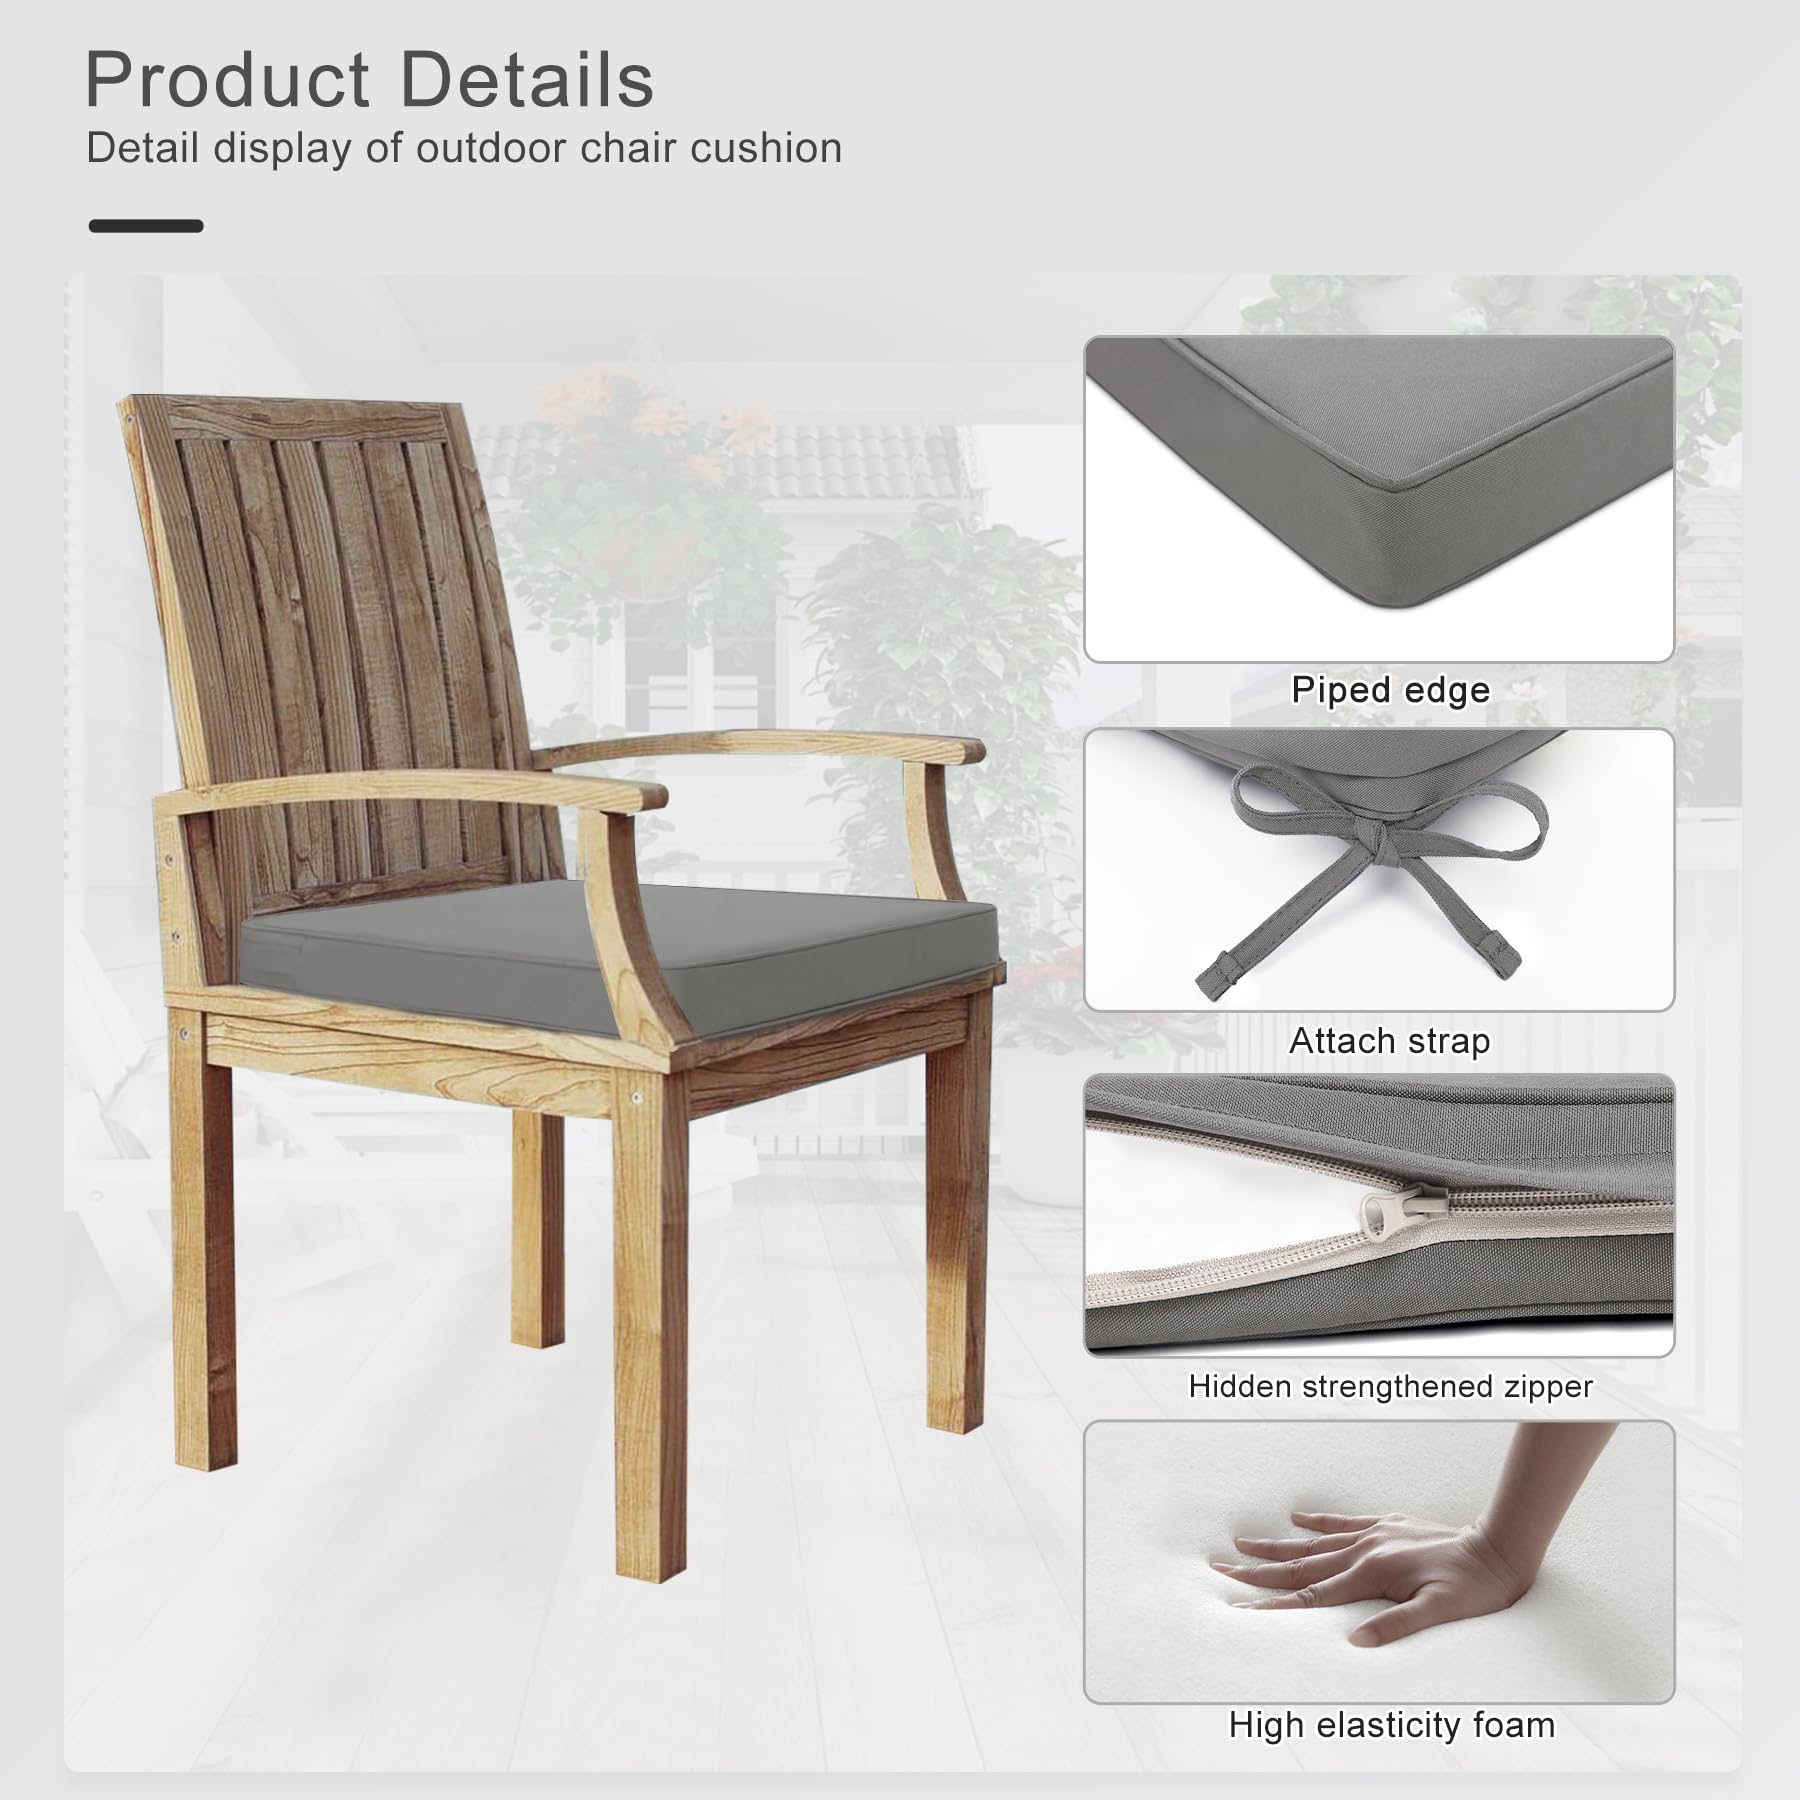 Product Details
Detail display of outdoor chair cushion
Piped edge
Attach strap
Hidden strengthened zipper
High elasticity foam